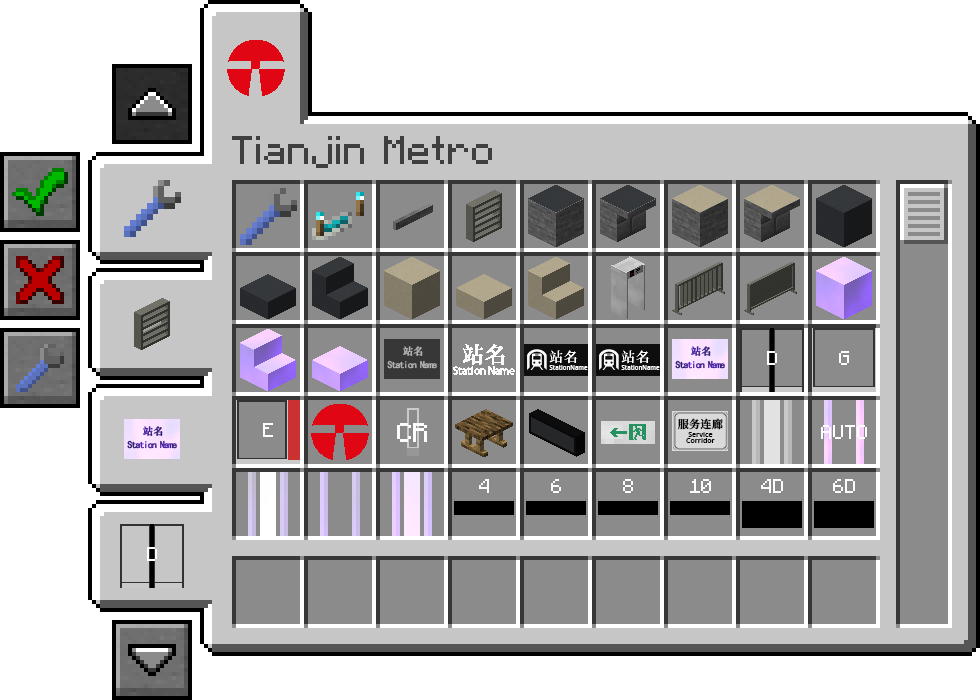 Tianjin Metro
站名
Station Name
站名
Station Name
站名
StationName
站名
StationName
站名
Station Name
D
G
站名
Station Name
E
CR
服务连廊
Service
Corridor
AUTO
4
6
8
10
4D
6D
D